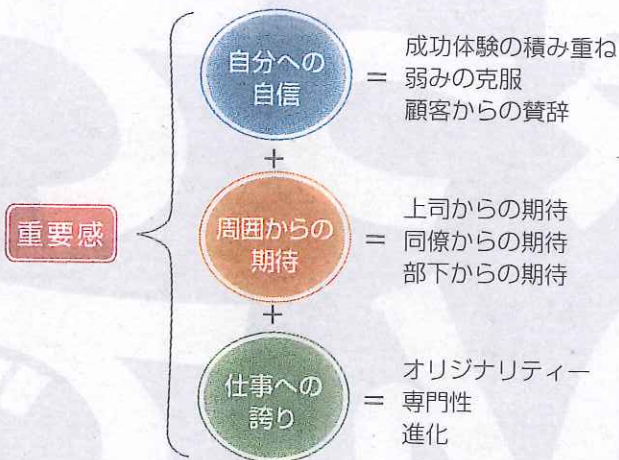 重要感
自分への
自信
=
成功体験の積み重ね
弱みの克服
顧客からの賛辞
+
周囲からの
期待
=
上司からの期待
同僚からの期待
部下からの期待
+
仕事への
誇り
=
オリジナリティー
専門性
進化